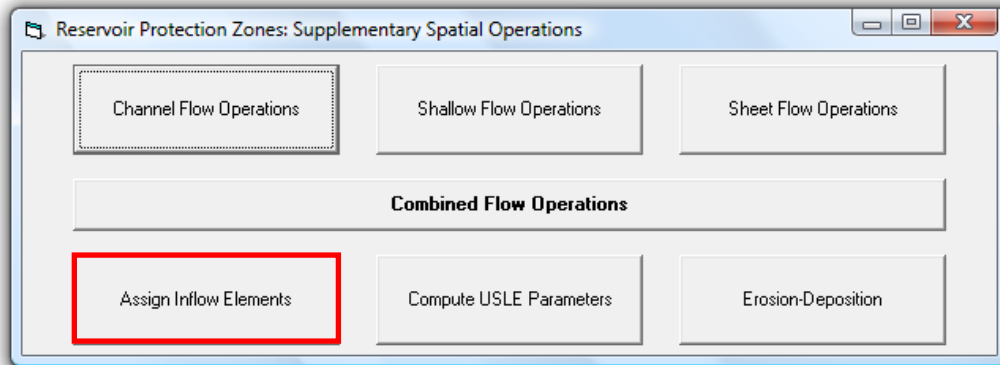 Reservoir Protection Zones: Supplementary Spatial Operations
Channel Flow Operations
Shallow Flow Operations
Sheet Flow Operations
Combined Flow Operations
Assign Inflow Elements
Compute USLE Parameters
Erosion-Deposition